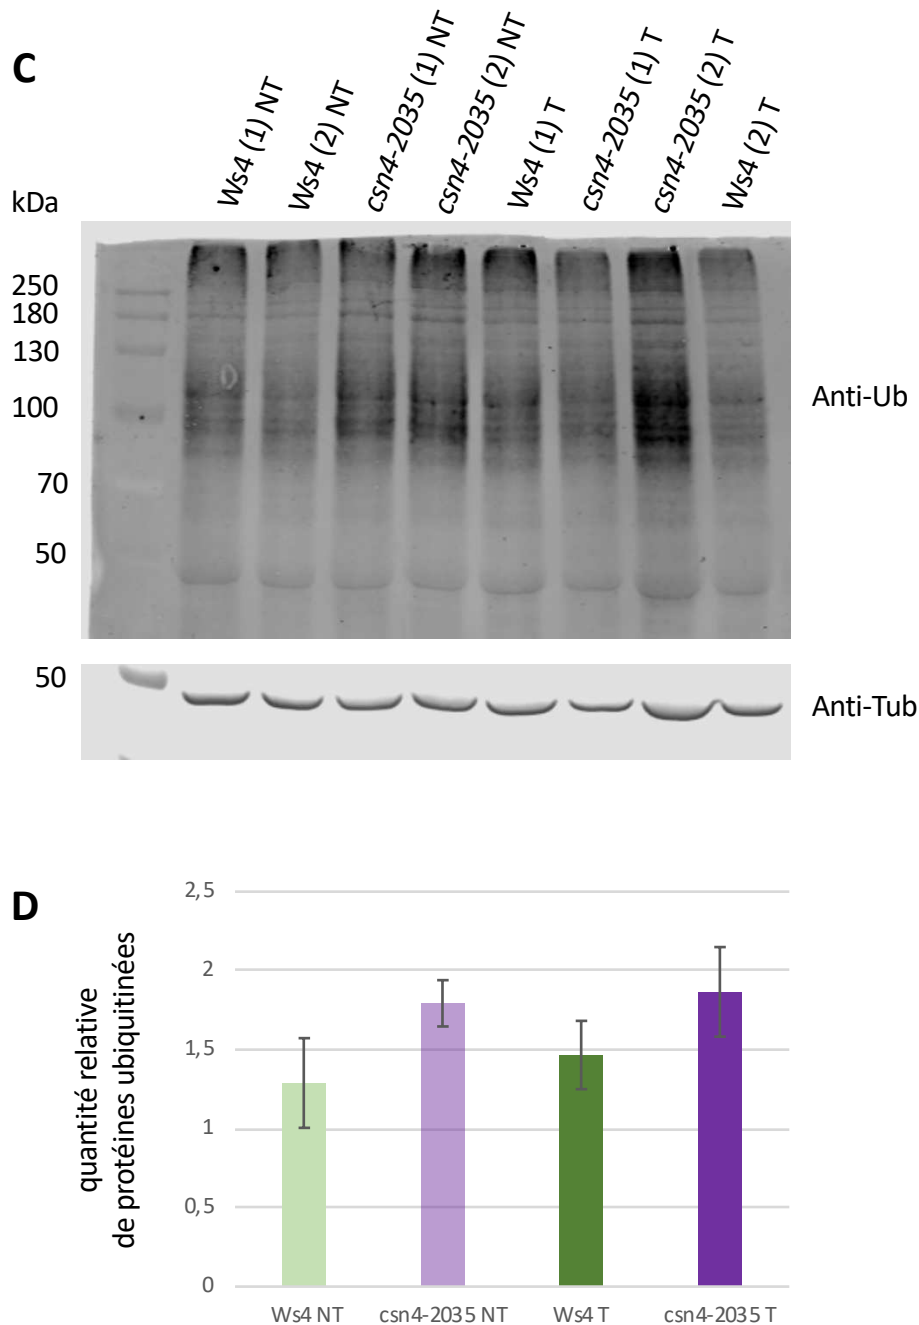 C
Ws4 (1) NT
Ws4 (2) NT
csn4-2035 (1) NT
csn4-2035 (2) NT
Ws4 (1) T
csn4-2035 (1) T
csn4-2035 (2) T
Ws4 (2) T
kDa
250
180
130
100
70
50
Anti-Ub
50
Anti-Tub
D
quantité relative
de protéines ubiquitinées
2,5
2
1,5
1
0,5
0
Ws4 NT
csn4-2035 NT
Ws4 T
csn4-2035 T